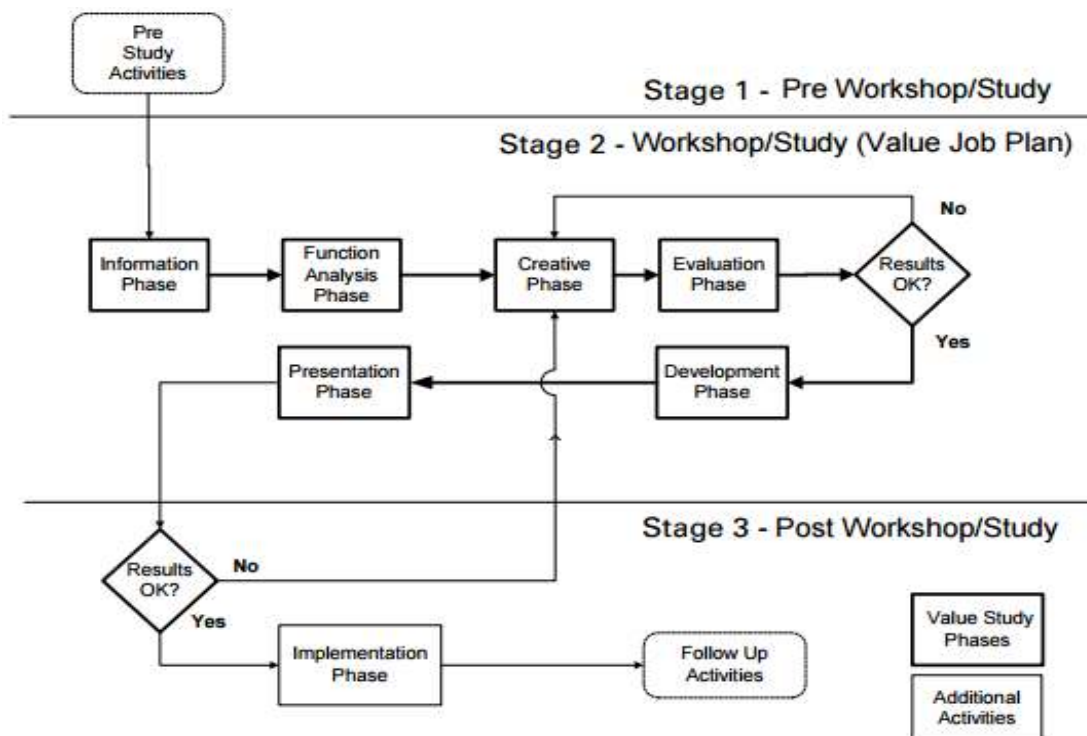 Pre
Study
Activities
Stage 1 - Pre Workshop/Study
Stage 2 - Workshop/Study (Value Job Plan)
No
Information
Phase
Function
Analysis
Phase
Creative
Phase
Evaluation
Phase
Results
OK?
Yes
Presentation
Phase
Development
Phase
Stage 3 - Post Workshop/Study
Results
OK?
No
Yes
Implementation
Phase
Follow Up
Activities
Value Study
Phases
Additional
Activities